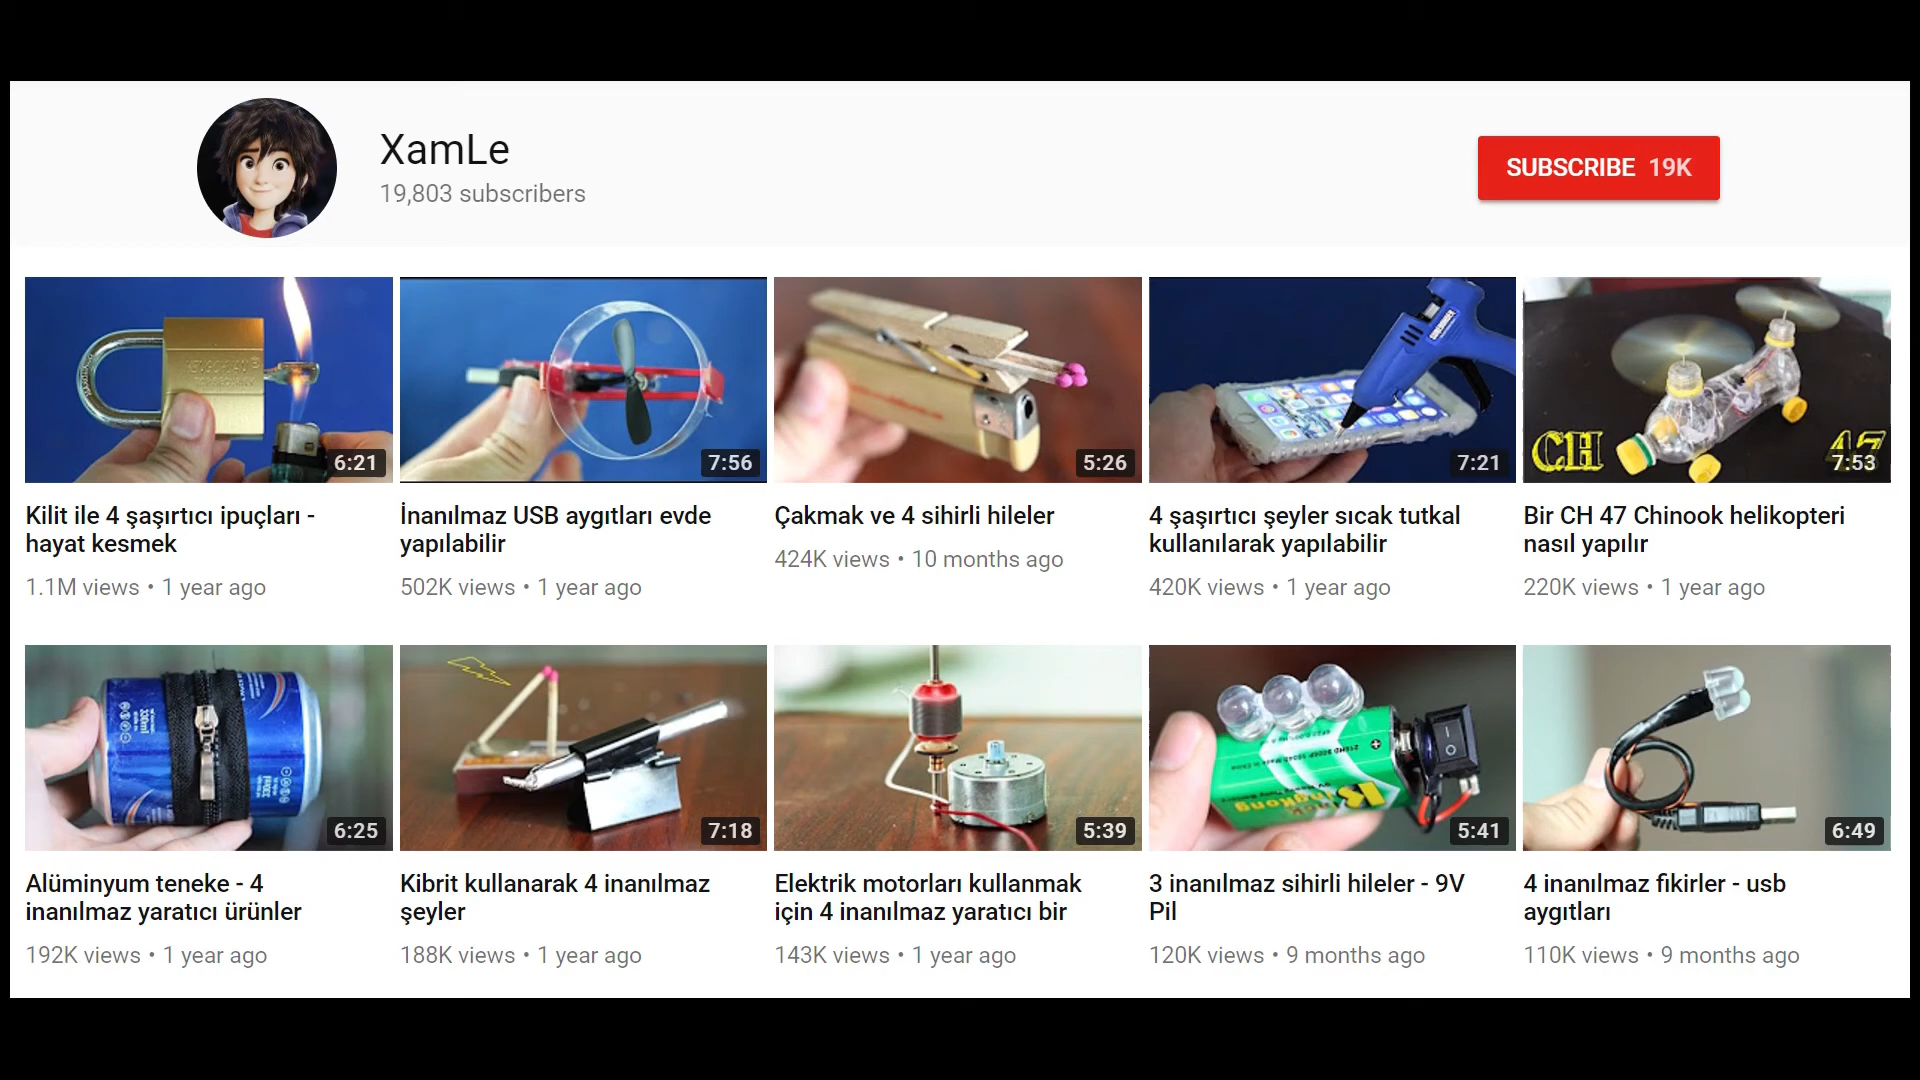 XamLe
19,803 subscribers
SUBSCRIBE 19K
CH 47
6:21
7:56
5:26
7:21
7:53
Kilit ile 4 şaşırtıcı ipuçları -
hayat kesmek
1.1M views • 1 year ago
İnanılmaz USB aygıtları evde
yapılabilir
502K views • 1 year ago
Çakmak ve 4 sihirli hileler
424K views • 10 months ago
4 şaşırtıcı şeyler sıcak tutkal
kullanılarak yapılabilir
420K views • 1 year ago
Bir CH 47 Chinook helikopteri
nasıl yapılır
220K views • 1 year ago
6:25
7:18
5:39
5:41
6:49
Alüminyum teneke - 4
inanılmaz yaratıcı ürünler
192K views • 1 year ago
Kibrit kullanarak 4 inanılmaz
şeyler
188K views • 1 year ago
Elektrik motorları kullanmak
için 4 inanılmaz yaratıcı bir
143K views • 1 year ago
3 inanılmaz sihirli hileler - 9V
Pil
120K views • 9 months ago
4 inanılmaz fikirler - usb
aygıtları
110K views • 9 months ago